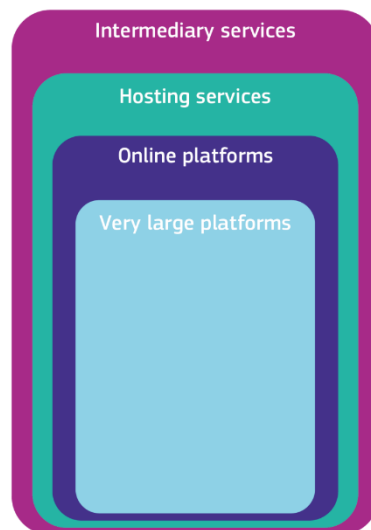 Intermediary services
Hosting services
Online platforms
Very large platforms